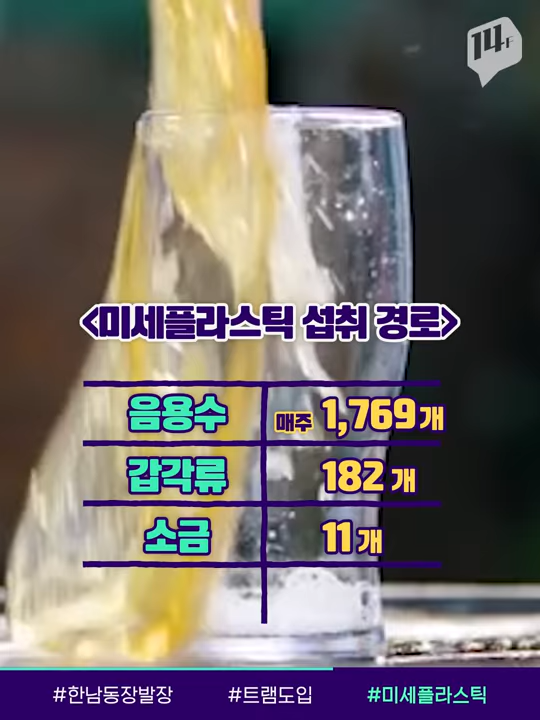 14F
<미세플라스틱 섭취 경로>
음용수 매주 1,769개
갑각류 182개
소금 11개
#한남동장발장 #트램도입 #미세플라스틱